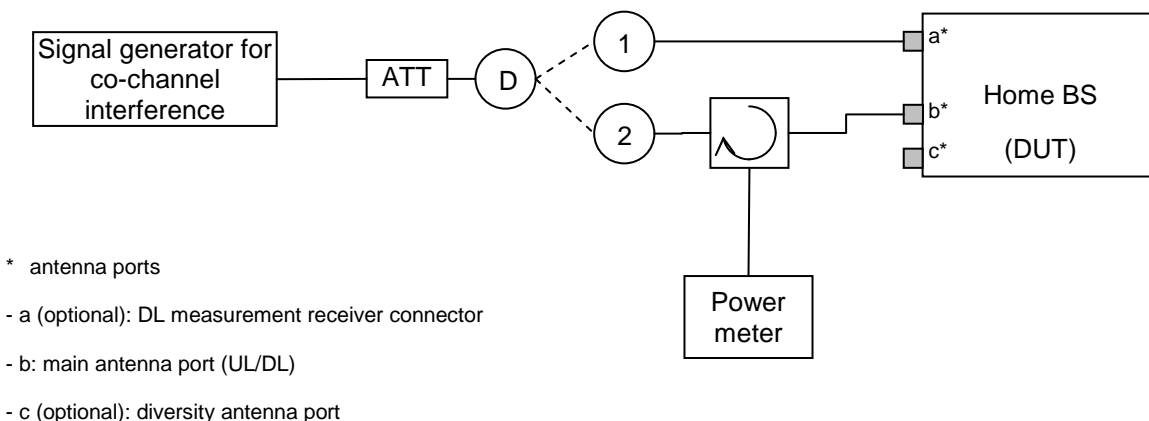 Signal generator for
co-channel
interference
ATT
D
1
2
a*
b*
c*
Home BS
(DUT)
Power
meter
* antenna ports
- a (optional): DL measurement receiver connector
- b: main antenna port (UL/DL)
- c (optional): diversity antenna port